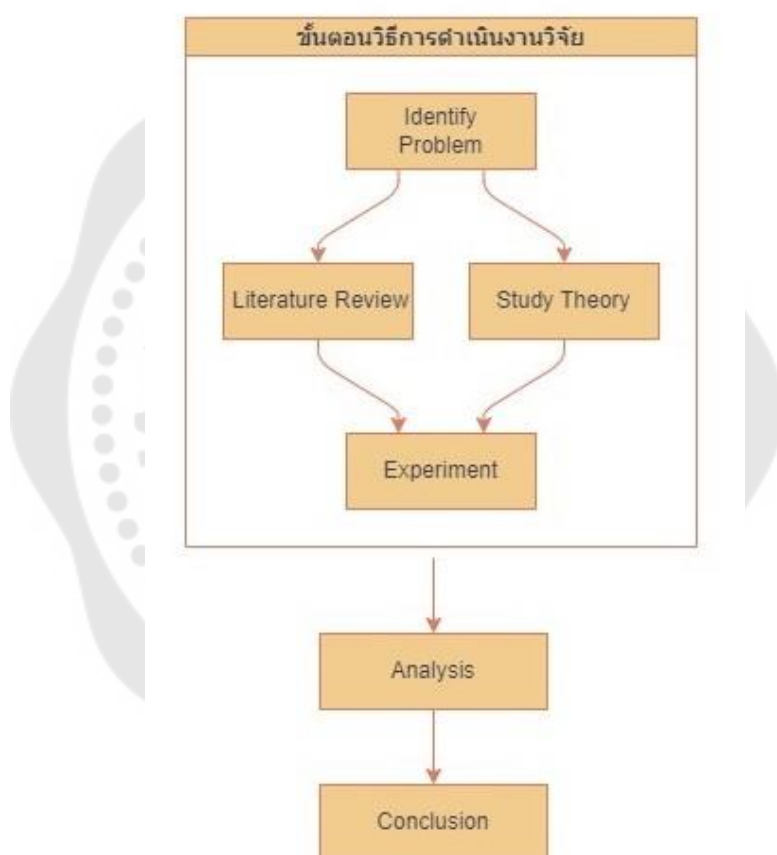 ขั้นตอนวิธีการดำเนินงานวิจัย
Identify
Problem
Literature Review
Study Theory
Experiment
Analysis
Conclusion